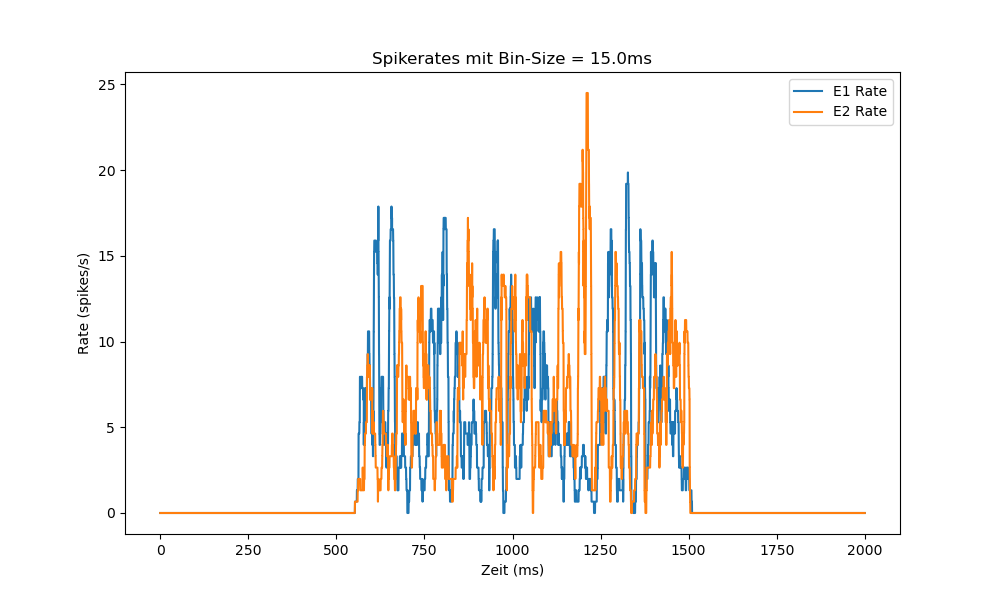 Spikerates mit Bin-Size = 15.0ms
E1 Rate
E2 Rate
25
20
15
10
5
0
Rate (spikes/s)
0 250 500 750 1000 1250 1500 1750 2000
Zeit (ms)